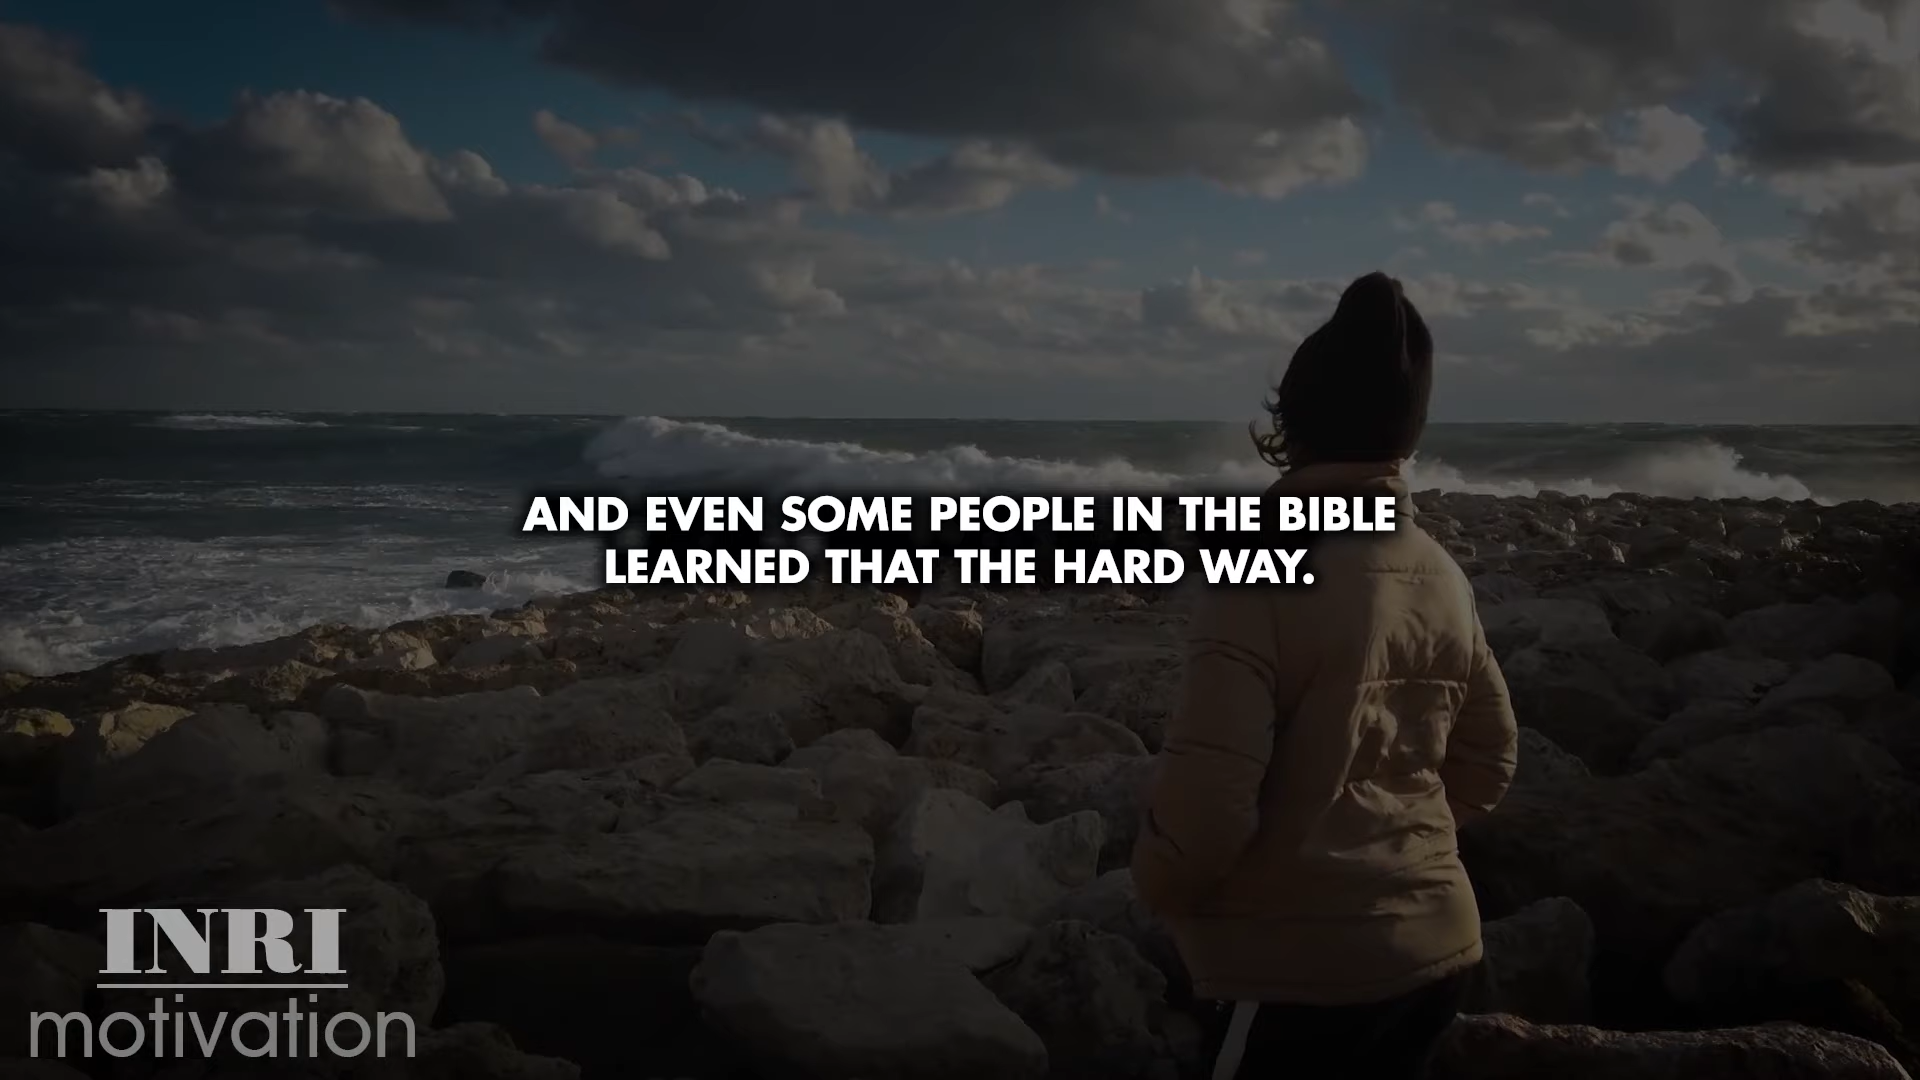 AND EVEN SOME PEOPLE IN THE BIBLE
LEARNED THAT THE HARD WAY.
INRI
motivation